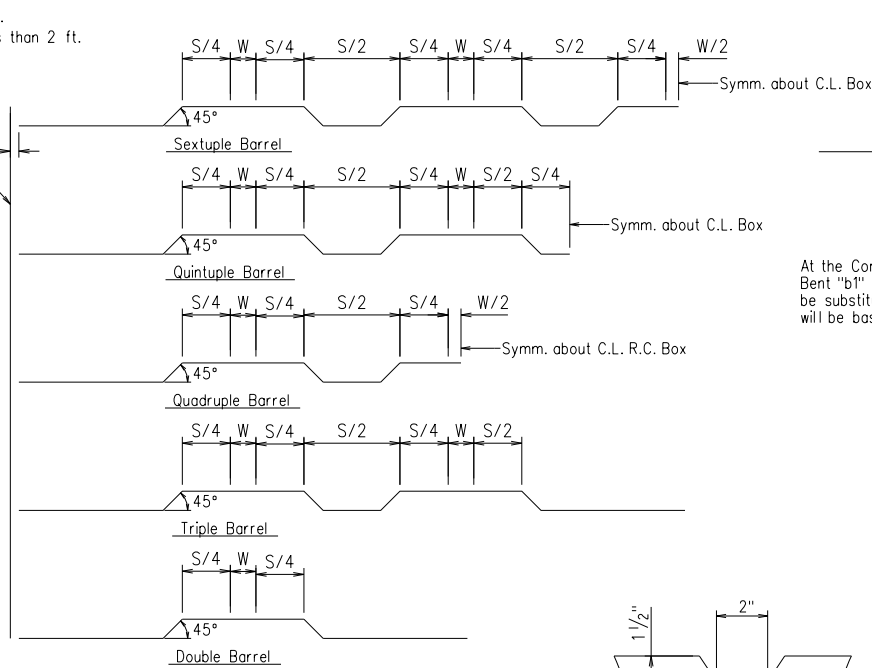 .
s than 2 ft.
S/4 W S/4 S/2 S/4 W S/4 S/2 S/4 W/2
Symm. about C.L. Box
45°
Sextuple Barrel
S/4 W S/4 S/2 S/4 W S/2 S/4
Symm. about C.L. Box
45°
Quintuple Barrel
At the Cor
Bent "b1"
be substit
will be bas
S/4 W S/4 S/2 S/4 W/2
Symm. about C.L. R.C. Box
45°
Quadruple Barrel
S/4 W S/4 S/2 S/4 W S/2
45°
Triple Barrel
S/4 W S/4
45°
Double Barrel
1 1/2"
2"